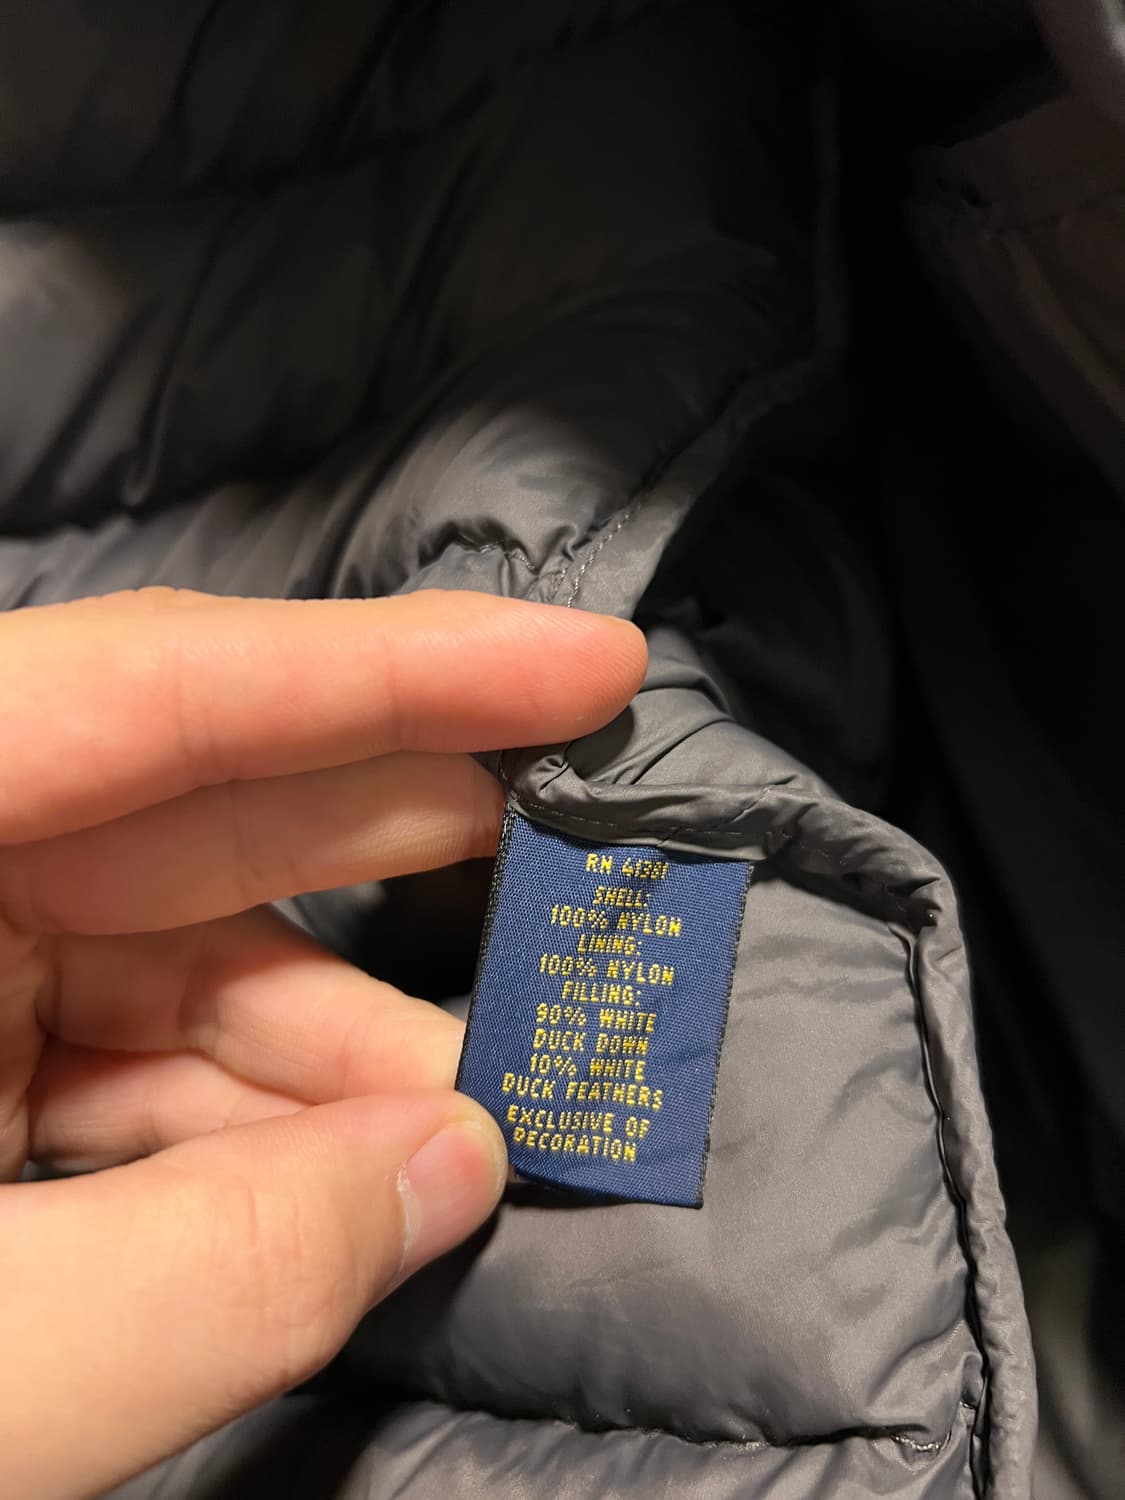 RN 41381
SHELL:
100% NYLON
LINING:
100% NYLON
FILLING:
90% WHITE
DUCK DOWN
10% WHITE
DUCK FEATHERS
EXCLUSIVE OF
DECORATION